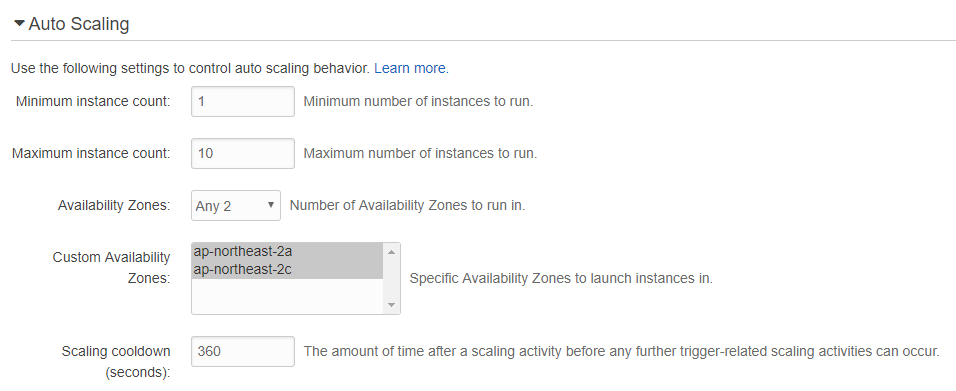 Auto Scaling
Use the following settings to control auto scaling behavior. Learn more.
Minimum instance count: 1 Minimum number of instances to run.
Maximum instance count: 10 Maximum number of instances to run.
Availability Zones: Any 2 Number of Availability Zones to run in.
Custom Availability Zones:
ap-northeast-2a
ap-northeast-2c
Specific Availability Zones to launch instances in.
Scaling cooldown (seconds): 360 The amount of time after a scaling activity before any further trigger-related scaling activities can occur.